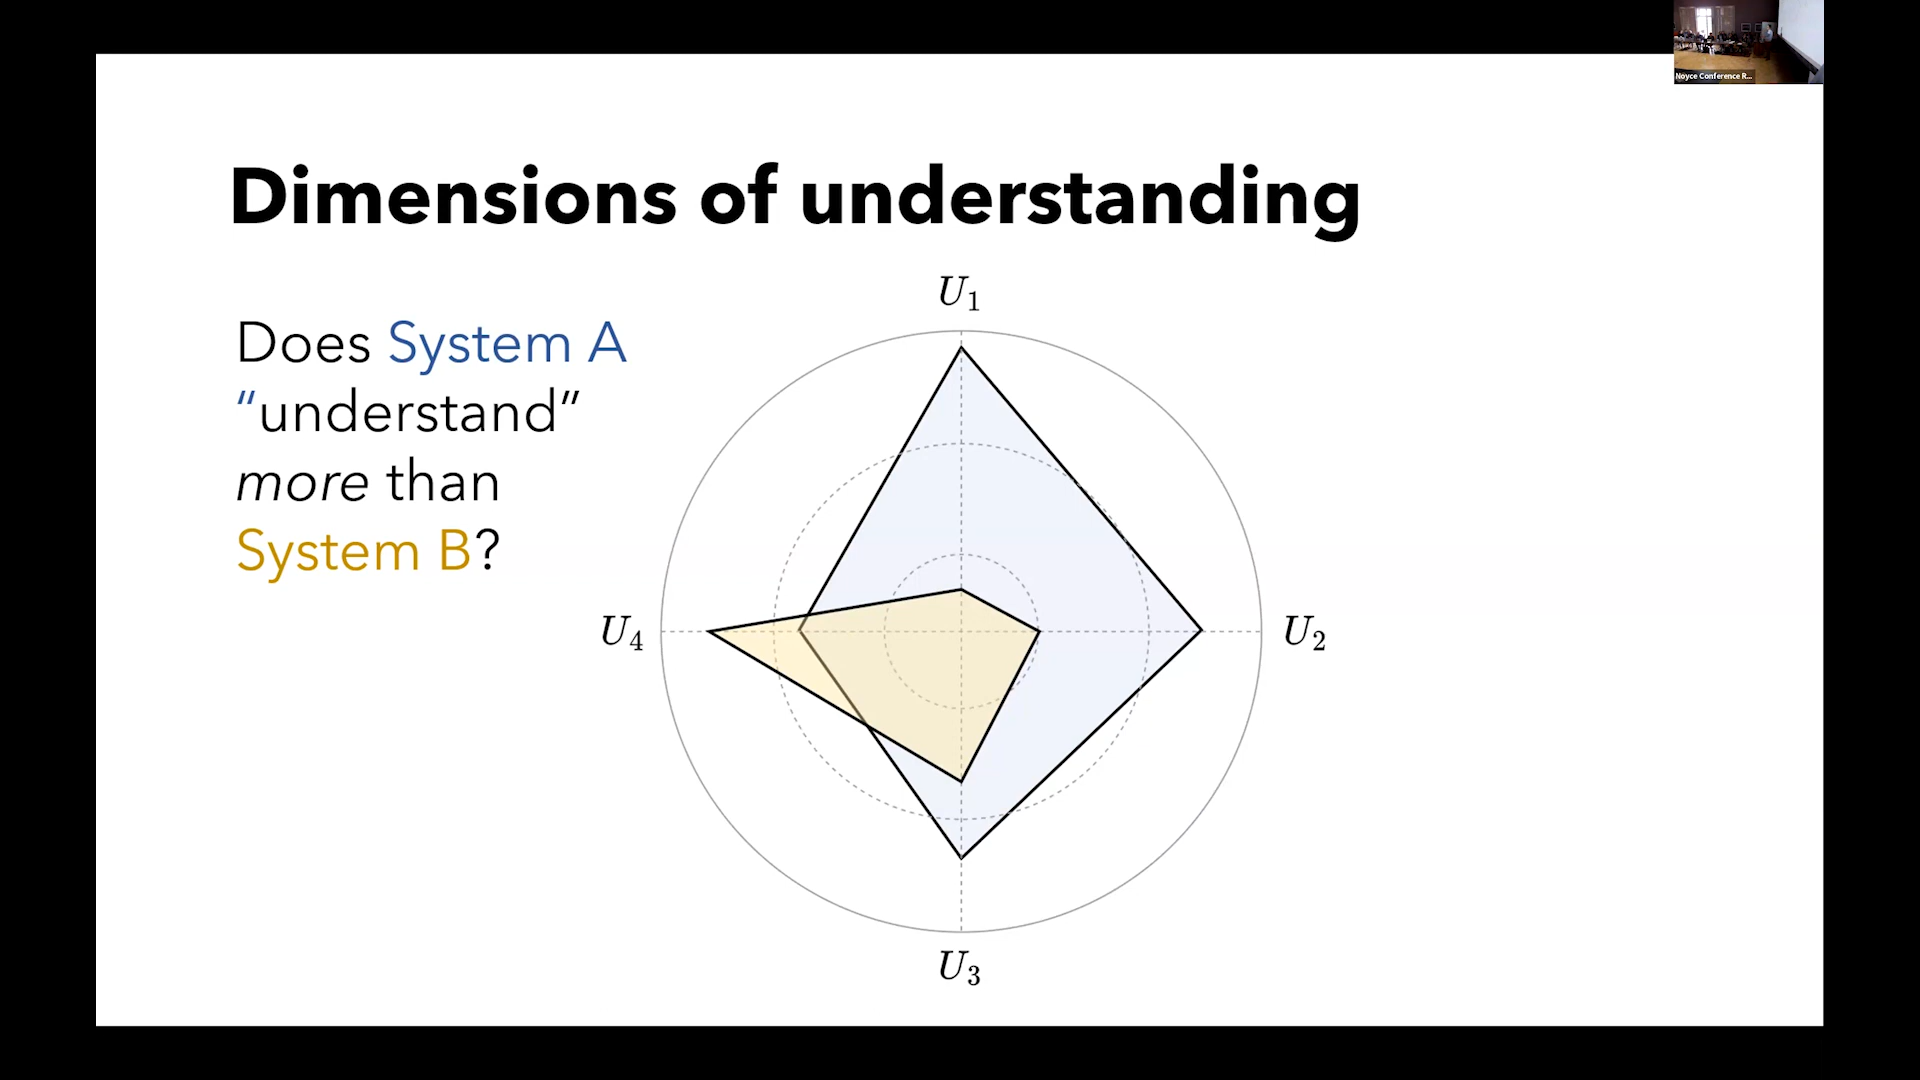 Noyce Conference R...
Dimensions of understanding
Does System A
“understand”
more than
System B?
U1
U2
U3
U4